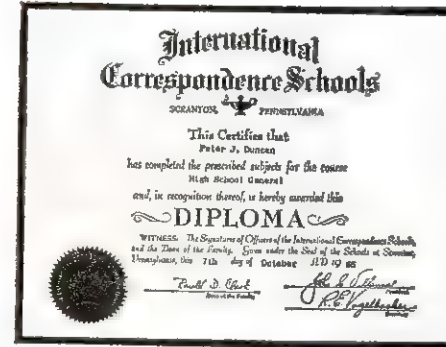 International
Correspondence Schools
SCRANTON, PENNSYLVANIA
This Certifies that
Peter J. Duncan
has completed the prescribed subjects for the course
High School General
and, in recognition thereof, is hereby awarded this
DIPLOMA
WITNESS: The Signatures of Officers of the International Correspondence Schools,
and the Dean of the Faculty. Given under the Seal of the Schools at Scranton,
Pennsylvania, this 7th day of October A.D. 19
Dean of the Faculty
President